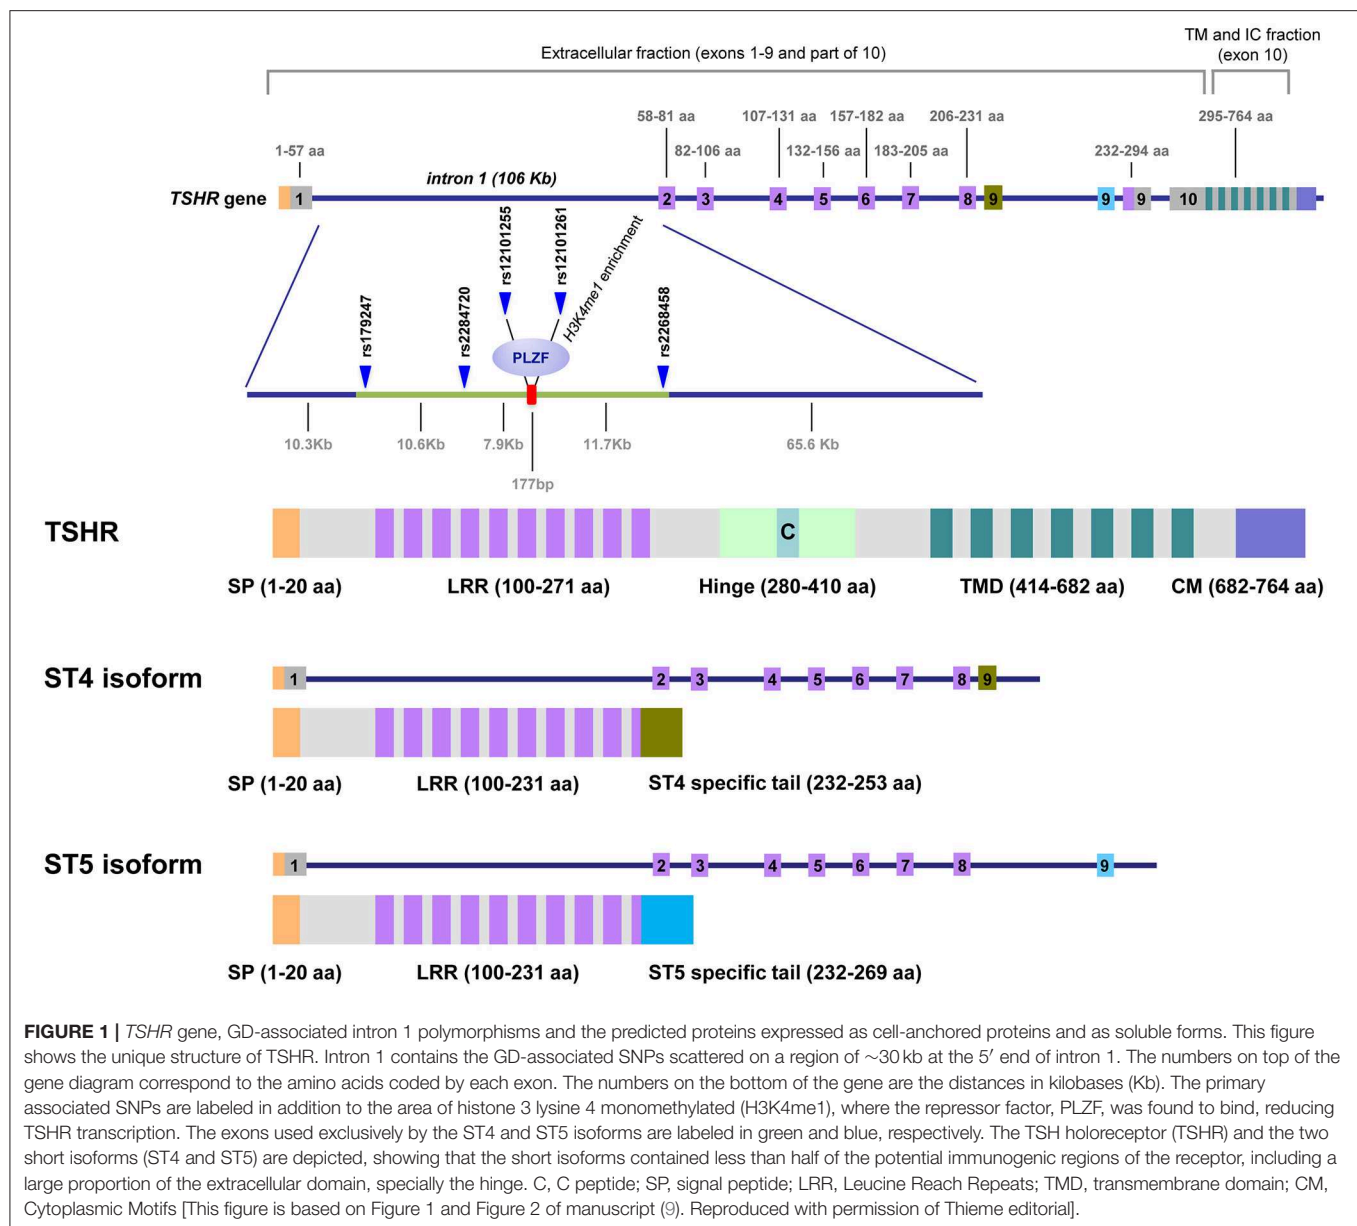 Extracellular fraction (exons 1-9 and part of 10)
TM and IC fraction
(exon 10)
58-81 aa
107-131 aa
157-182 aa
206-231 aa
295-764 aa
1-57 aa
82-106 aa
132-156 aa
183-205 aa
232-294 aa
intron 1 (106 Kb)
TSHR gene
1
2
3
4
5
6
7
8
9
9
9
10
rs179247
rs2284720
rs12101255
rs12101261
H3K4me1 enrichment
rs2268458
PLZF
10.3Kb
10.6Kb
7.9Kb
11.7Kb
65.6 Kb
177bp
TSHR
C
SP (1-20 aa)
LRR (100-271 aa)
Hinge (280-410 aa)
TMD (414-682 aa)
CM (682-764 aa)
ST4 isoform
1
2
3
4
5
6
7
8
9
SP (1-20 aa)
LRR (100-231 aa)
ST4 specific tail (232-253 aa)
ST5 isoform
1
2
3
4
5
6
7
8
9
SP (1-20 aa)
LRR (100-231 aa)
ST5 specific tail (232-269 aa)
FIGURE 1 | TSHR gene, GD-associated intron 1 polymorphisms and the predicted proteins expressed as cell-anchored proteins and as soluble forms. This figure
shows the unique structure of TSHR. Intron 1 contains the GD-associated SNPs scattered on a region of ~30 kb at the 5′ end of intron 1. The numbers on top of the
gene diagram correspond to the amino acids coded by each exon. The numbers on the bottom of the gene are the distances in kilobases (Kb). The primary
associated SNPs are labeled in addition to the area of histone 3 lysine 4 monomethylated (H3K4me1), where the repressor factor, PLZF, was found to bind, reducing
TSHR transcription. The exons used exclusively by the ST4 and ST5 isoforms are labeled in green and blue, respectively. The TSH holoreceptor (TSHR) and the two
short isoforms (ST4 and ST5) are depicted, showing that the short isoforms contained less than half of the potential immunogenic regions of the receptor, including a
large proportion of the extracellular domain, specially the hinge. C, C peptide; SP, signal peptide; LRR, Leucine Reach Repeats; TMD, transmembrane domain; CM,
Cytoplasmic Motifs [This figure is based on Figure 1 and Figure 2 of manuscript (9). Reproduced with permission of Thieme editorial].